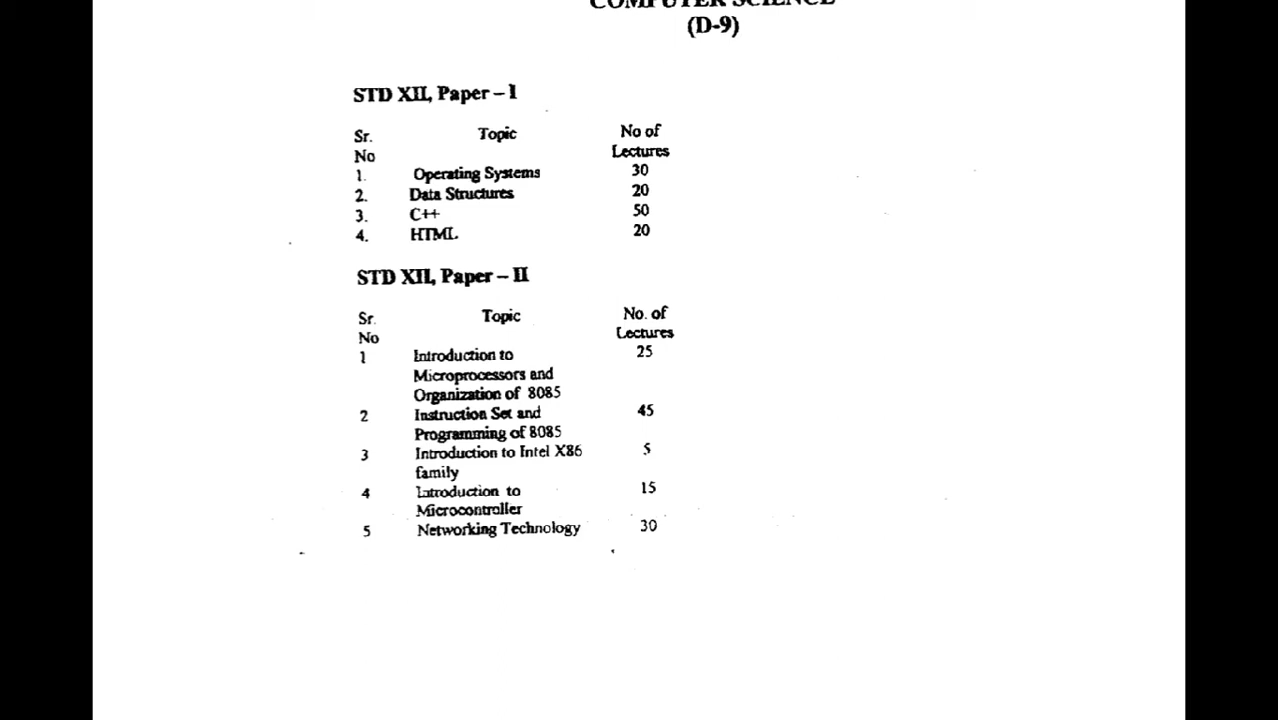 COMPUTER SCIENCE
(D-9)
STD XII, Paper – I
Sr. No Topic No of Lectures
1. Operating Systems 30
2. Data Structures 20
3. C++ 50
4. HTML 20
STD XII, Paper – II
Sr. No Topic No. of Lectures
1 Introduction to 25
Microprocessors and
Organization of 8085
2 Instruction Set and 45
Programming of 8085
3 Introduction to Intel X86 5
family
4 Introduction to 15
Microcontroller
5 Networking Technology 30